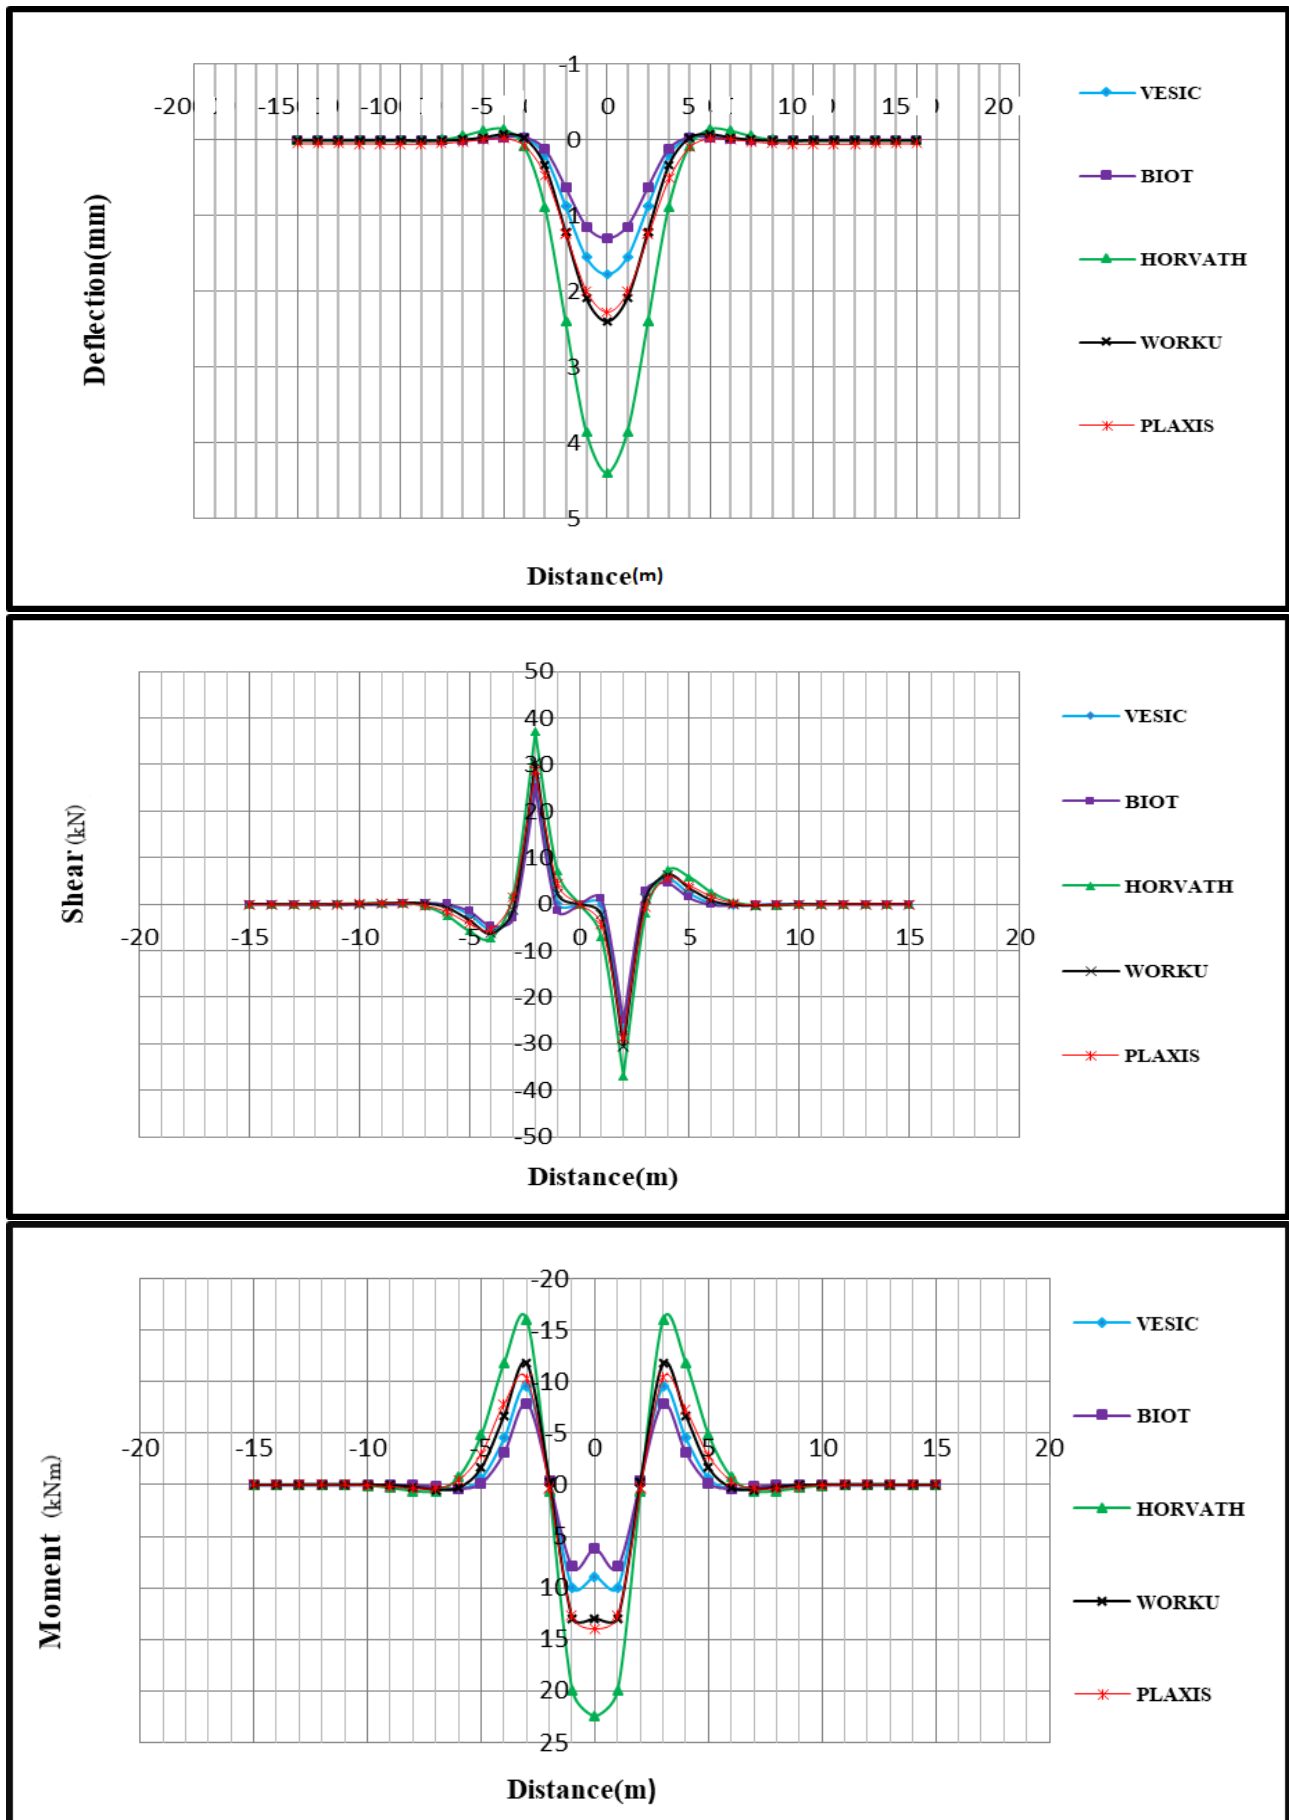 -1
-20 -15 -10 -5 0 5 10 15 20
0
1
2
3
4
5
Deflection(mm)
Distance(m)
VESIC
BIOT
HORVATH
WORKU
PLAXIS
50
40
30
20
10
0
-20 -15 -10 -5 0 5 10 15 20
-10
-20
-30
-40
-50
Shear (kN)
Distance(m)
VESIC
BIOT
HORVATH
WORKU
PLAXIS
-20
-15
-10
-20 -15 -10 -5 0 5 10 15 20
-5
0
5
10
15
20
25
Moment (kNm)
Distance(m)
VESIC
BIOT
HORVATH
WORKU
PLAXIS